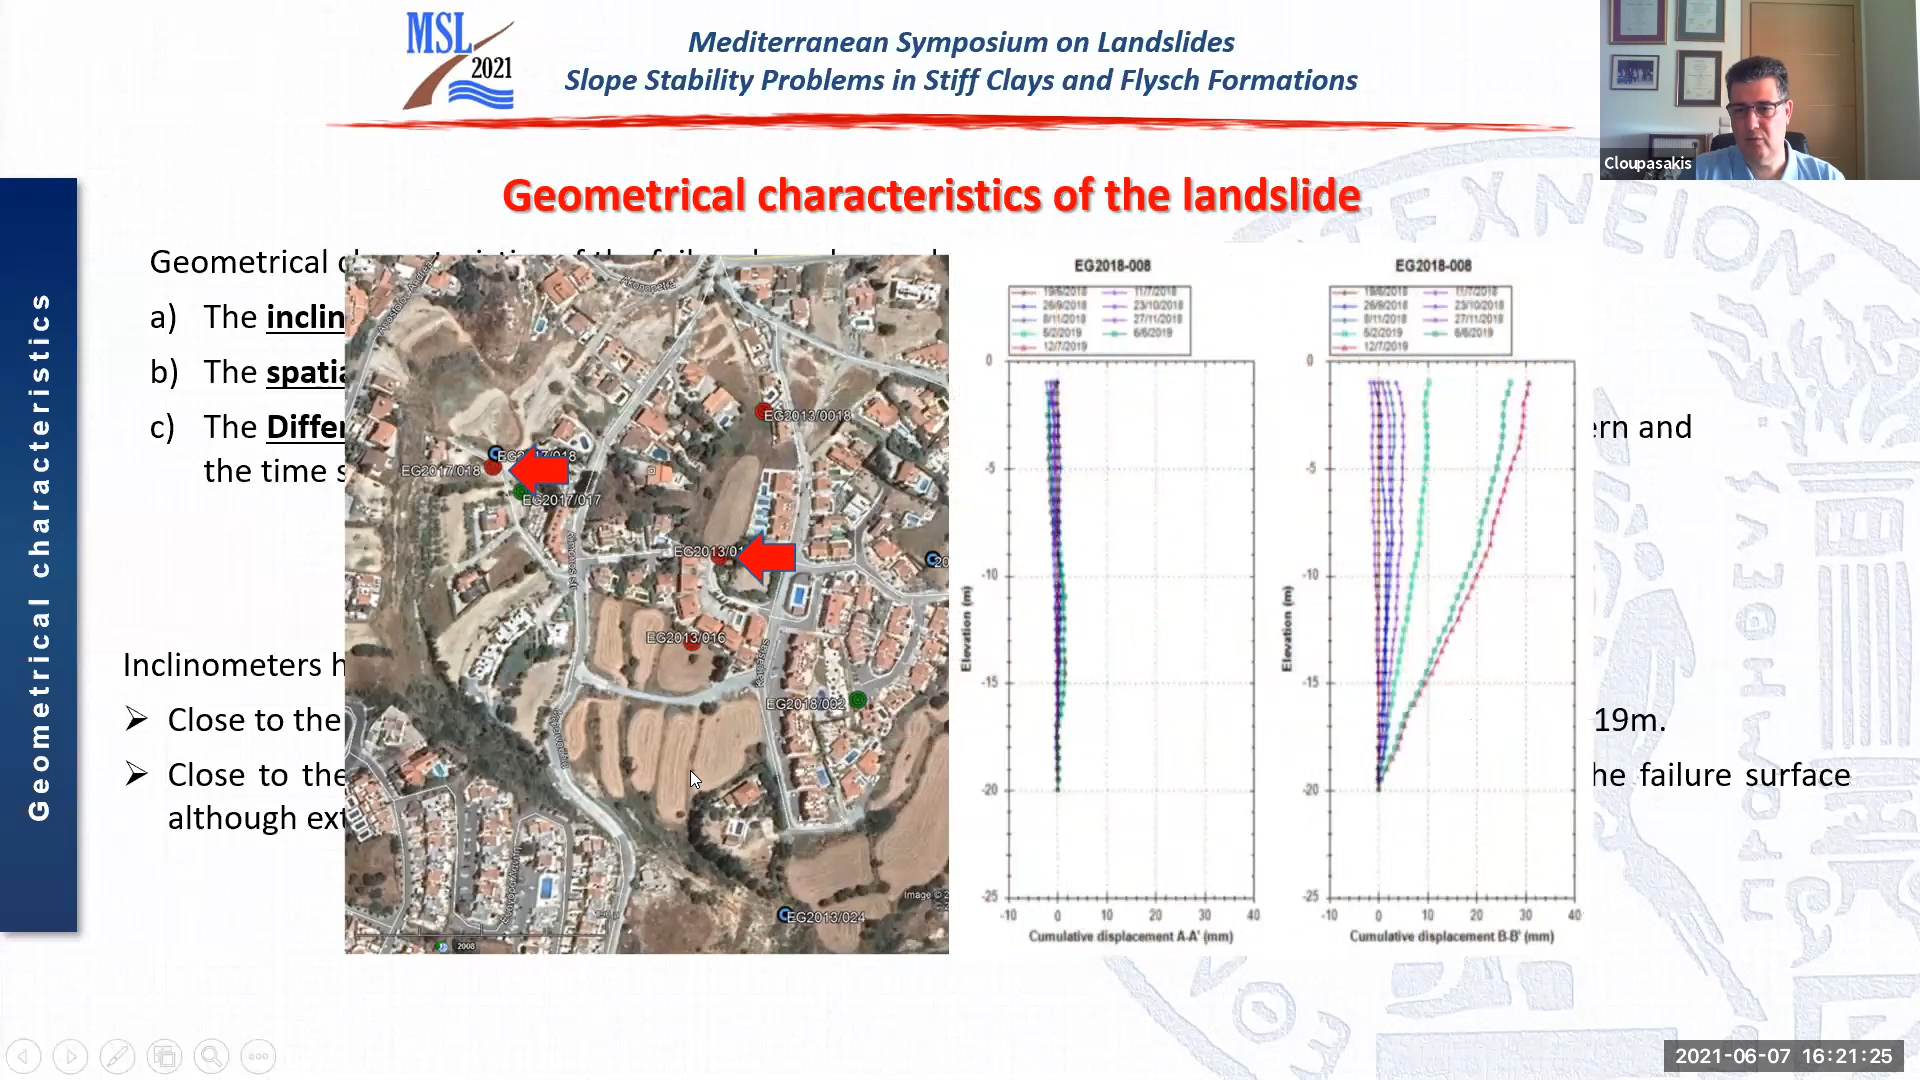 MSL
2021
Mediterranean Symposium on Landslides
Slope Stability Problems in Stiff Clays and Flysch Formations
Cloupasakis
Geometrical characteristics of the landslide
Geometrical characteristics
Geometrical
a) The inclin
b) The spatia
c) The Differ
ern and
the time s
Inclinometers h
Close to the
19m.
Close to the
he failure surface
although ext
Akonopetra
EG2013/0018
EG2017/018
EG2017/018
EG2017/017
EG2013/01
EG2013/016
EG2018/002
EG2013/024
20
Image © 2
2008
EG2018-008
19/6/2018 11/7/2018
26/9/2018 23/10/2018
8/11/2018 27/11/2018
5/2/2019 6/6/2019
12/7/2019
0
-5
-10
-15
-20
-25
Elevation (m)
-10 0 10 20 30 40
Cumulative displacement A-A' (mm)
EG2018-008
19/6/2018 11/7/2018
26/9/2018 23/10/2018
8/11/2018 27/11/2018
5/2/2019 6/6/2019
12/7/2019
0
-5
-10
-15
-20
-25
Elevation (m)
-10 0 10 20 30 40
Cumulative displacement B-B' (mm)
2021-06-07 16:21:25